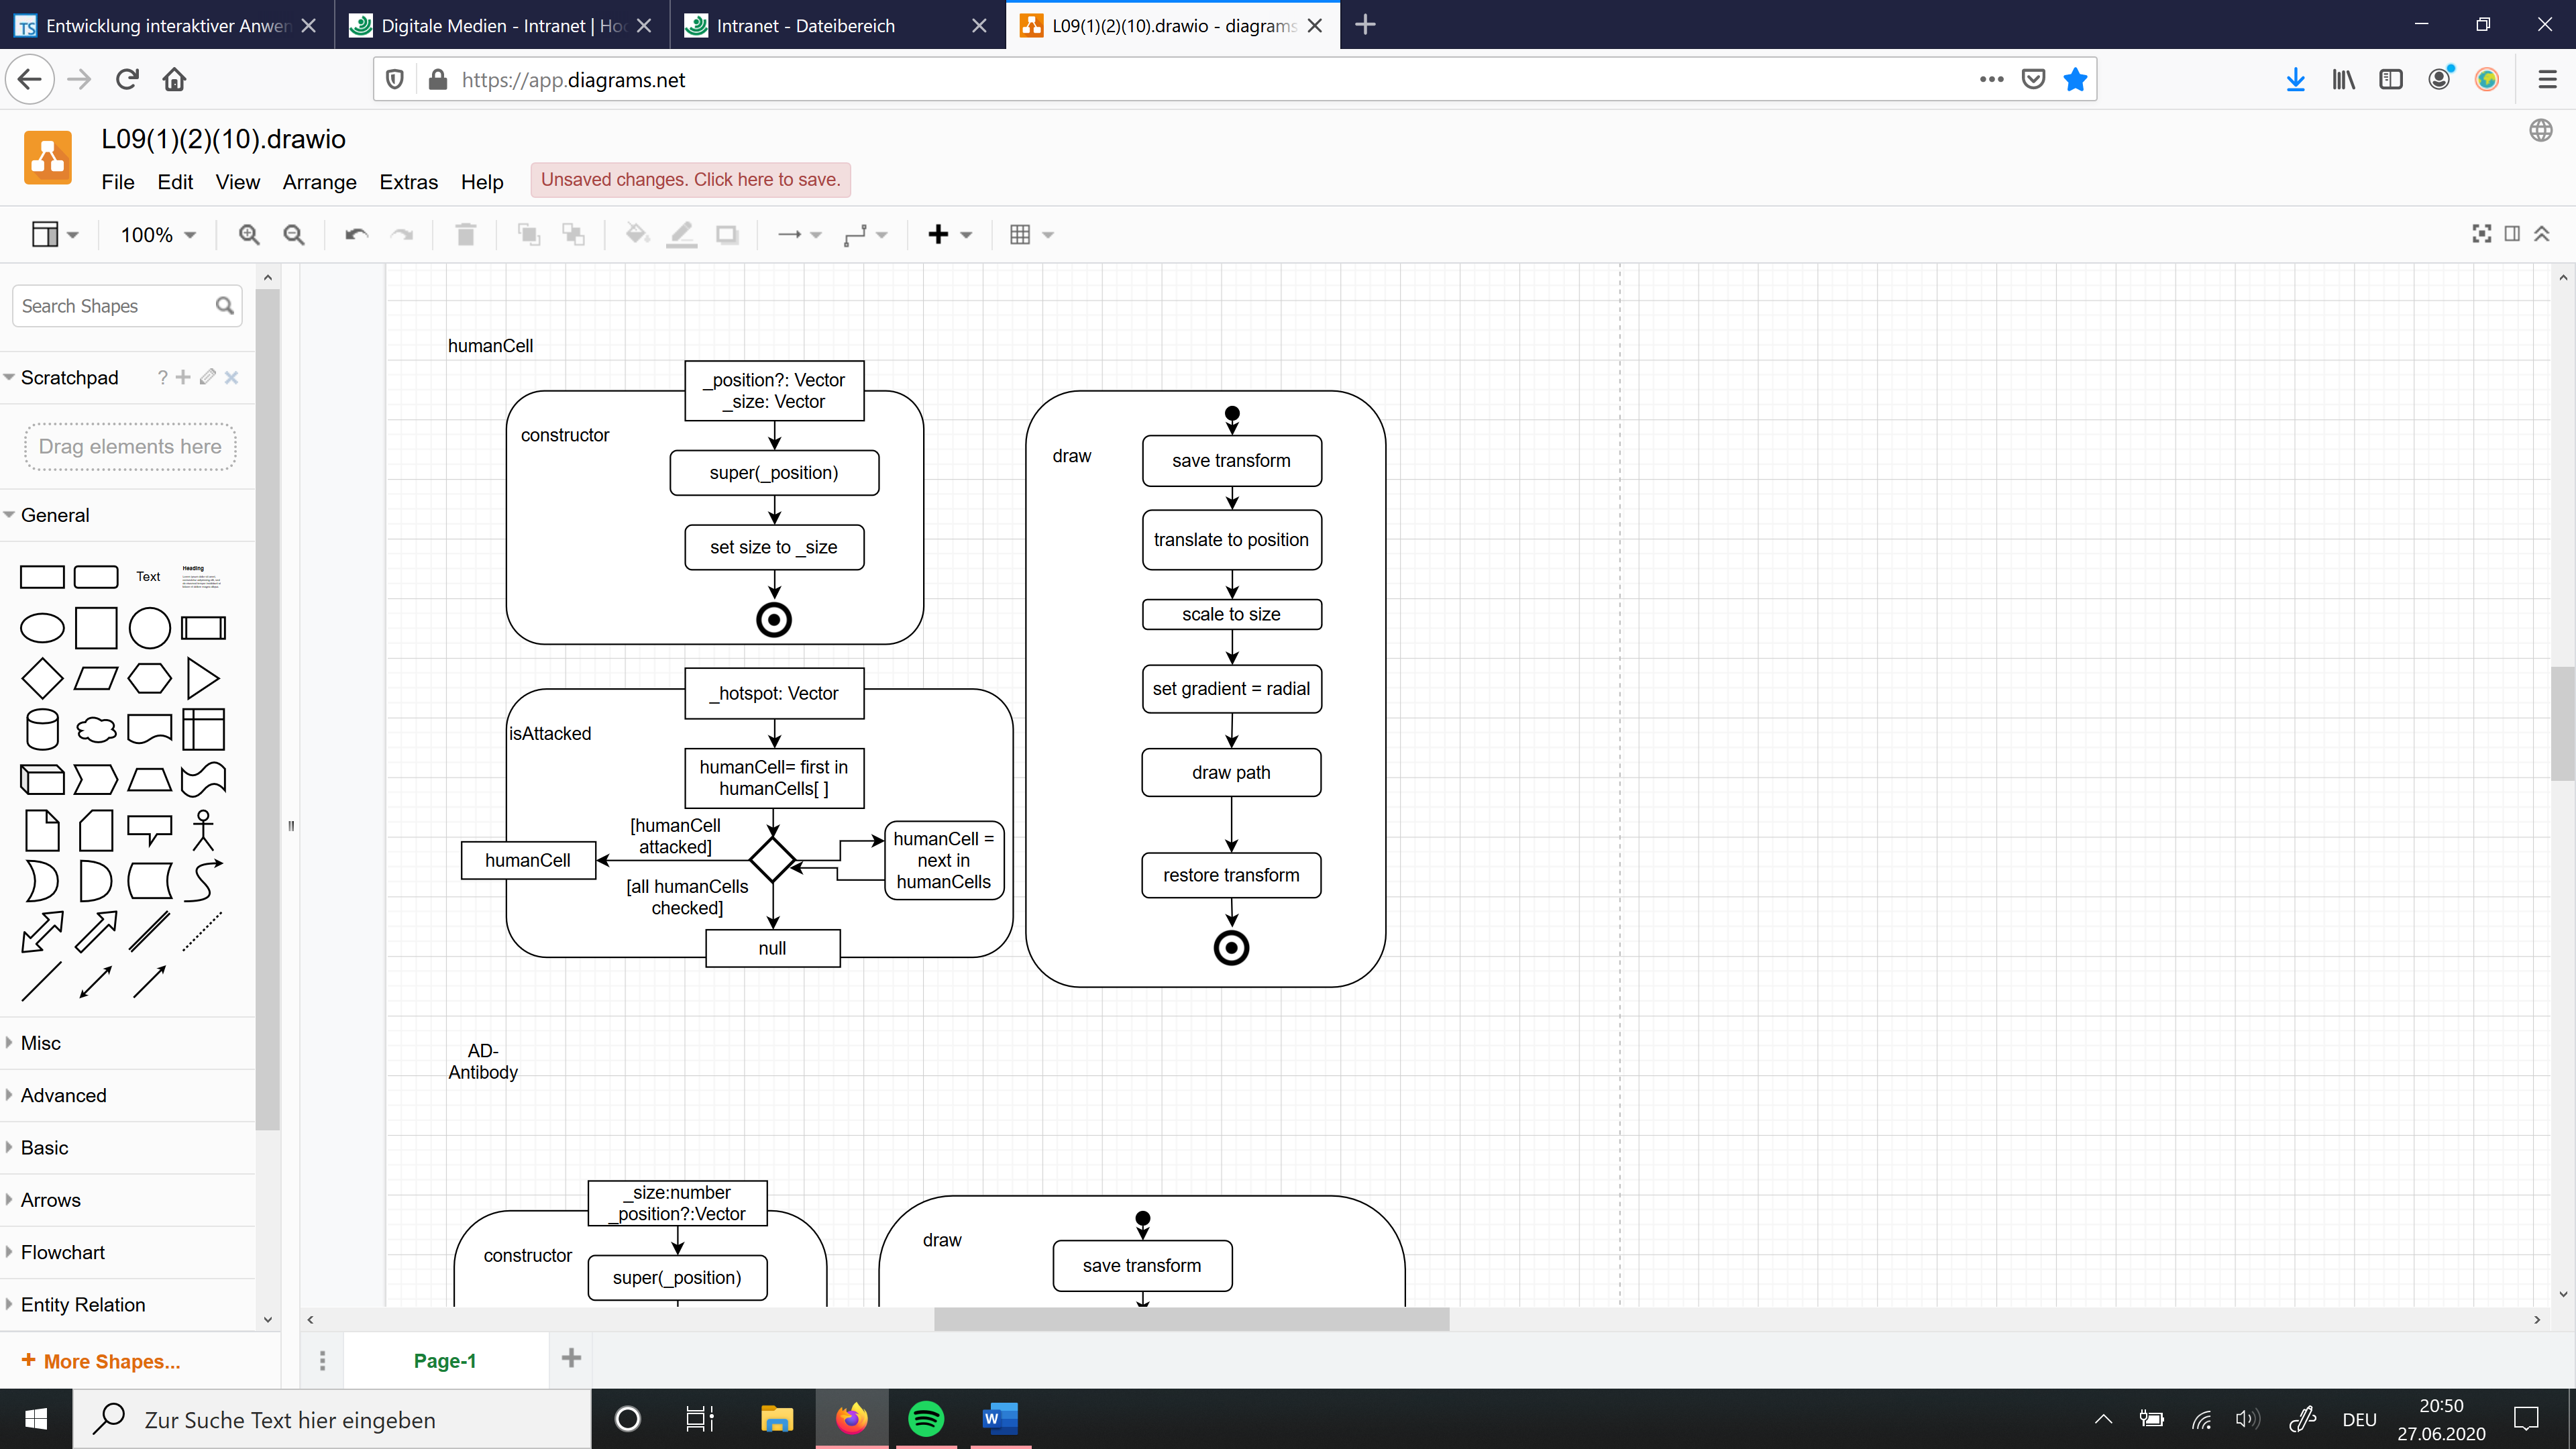 Entwicklung interaktiver Anwen
Digitale Medien - Intranet | Hoc
Intranet - Dateibereich
L09(1)(2)(10).drawio - diagrams
https://app.diagrams.net
L09(1)(2)(10).drawio
File Edit View Arrange Extras Help
Unsaved changes. Click here to save.
100%
Search Shapes
Scratchpad
?
Drag elements here
General
Text
Heading
Misc
Advanced
Basic
Arrows
Flowchart
Entity Relation
+ More Shapes...
humanCell
_position?: Vector
_size: Vector
constructor
super(_position)
set size to _size
_hotspot: Vector
isAttacked
humanCell= first in
humanCells[ ]
[humanCell
attacked]
humanCell
[all humanCells
checked]
humanCell =
next in
humanCells
null
draw
save transform
translate to position
scale to size
set gradient = radial
draw path
restore transform
AD-
Antibody
_size:number
_position?:Vector
constructor
super(_position)
draw
save transform
Page-1
Zur Suche Text hier eingeben
DEU
20:50
27.06.2020